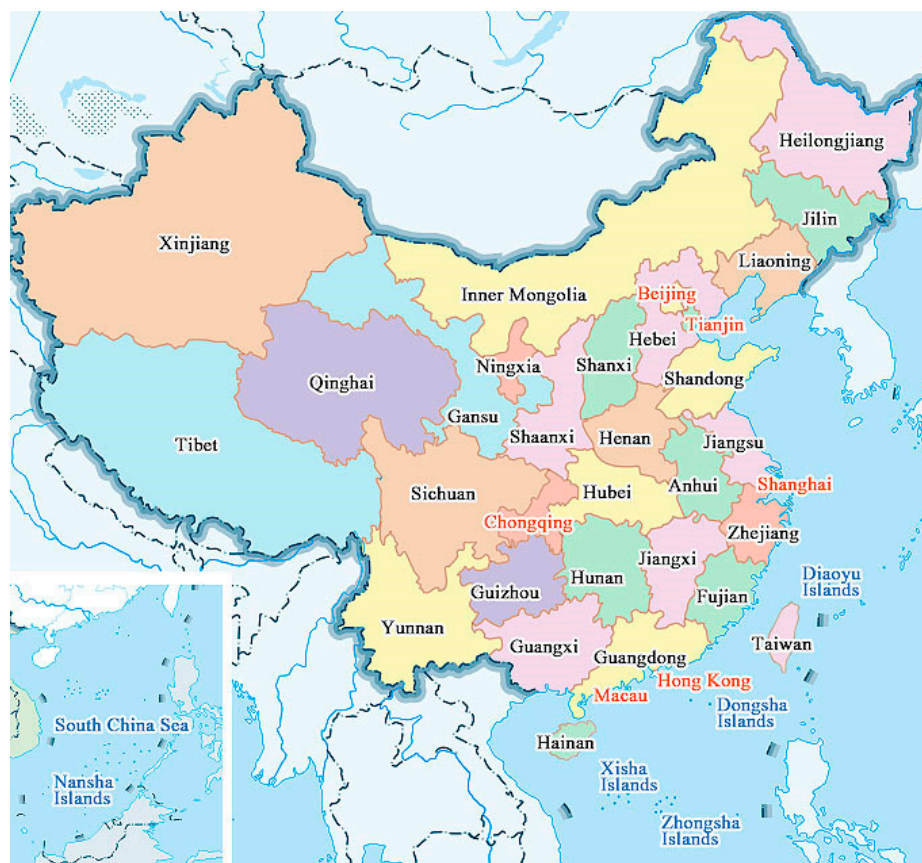 Heilongjiang
Jilin
Xinjiang
Liaoning
Inner Mongolia
Beijing
Tianjin
Hebei
Ningxia
Shanxi
Qinghai
Shandong
Gansu
Tibet
Shaanxi
Henan
Jiangsu
Sichuan
Hubei
Anhui
Shanghai
Chongqing
Zhejiang
Jiangxi
Hunan
Guizhou
Fujian
Diaoyu
Islands
Yunnan
Guangxi
Guangdong
Taiwan
Hong Kong
Macau
Dongsha
Islands
South China Sea
Hainan
Xisha
Islands
Nansha
Islands
Zhongsha
Islands